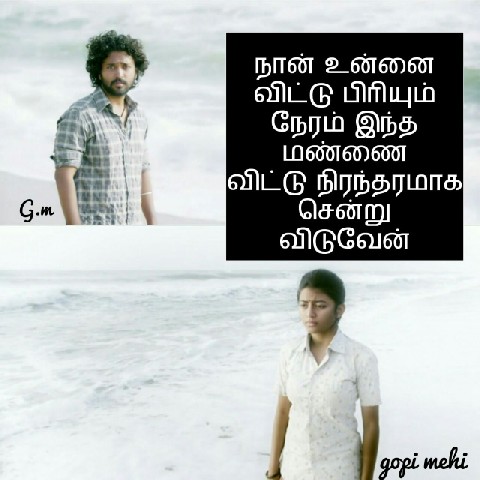 நான் உன்னை
விட்டு பிரியும்
நேரம் இந்த
மண்ணை
விட்டு நிரந்தரமாக
சென்று
விடுவேன்
G.m
gopi mehi